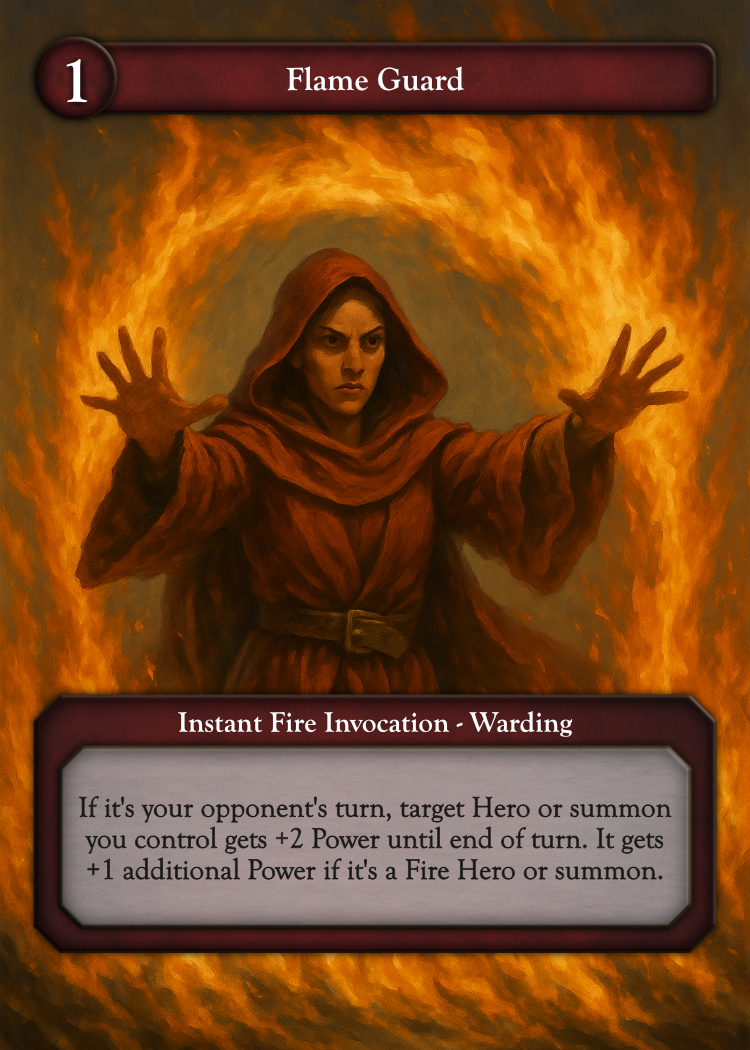 1
Flame Guard
Instant Fire Invocation - Warding
If it's your opponent's turn, target Hero or summon
you control gets +2 Power until end of turn. It gets
+1 additional Power if it's a Fire Hero or summon.